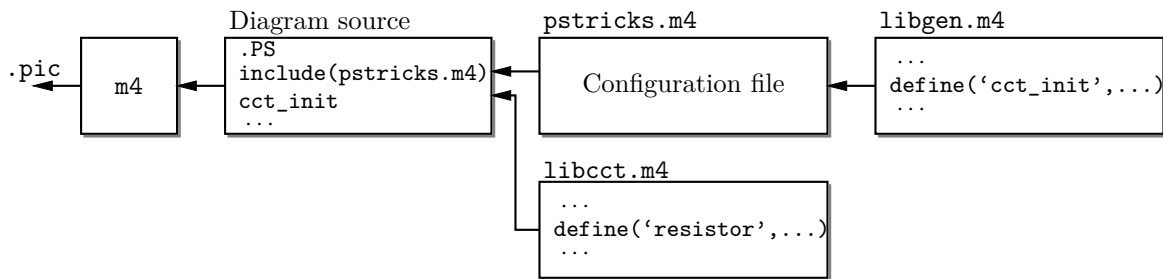 .pic
m4
Diagram source
.PS
include(pstricks.m4)
cct_init
...
pstricks.m4
Configuration file
libgen.m4
...
define(‘cct_init’,...)
...
libcct.m4
...
define(‘resistor’,...)
...